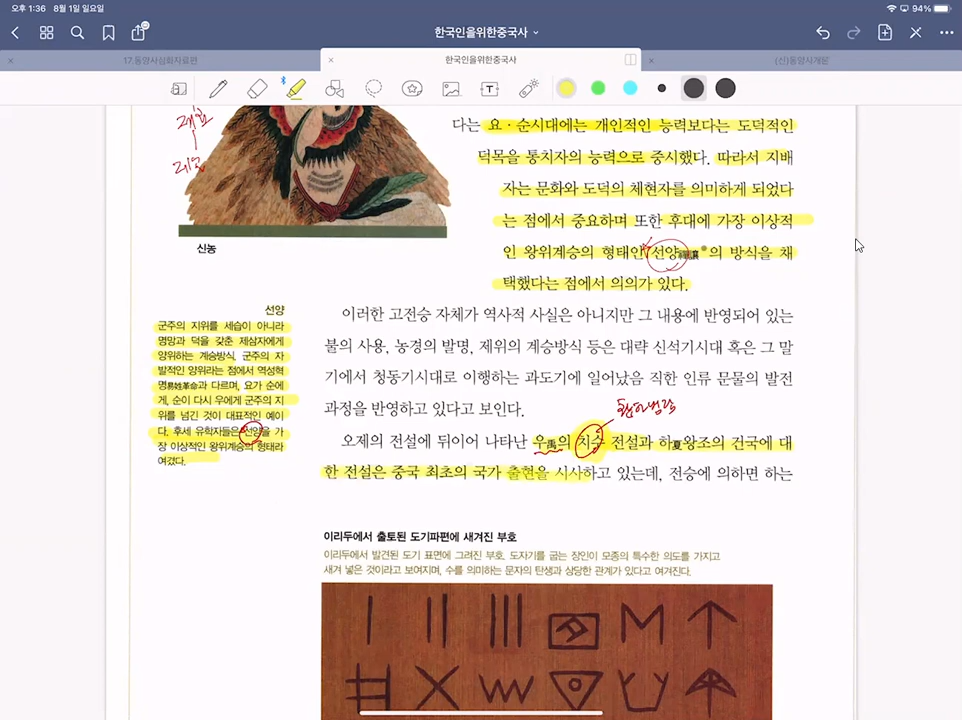 오후 1:36 8월 1일 일요일
94%
한국인을위한중국사
17.동양사심화자료편
한국인을위한중국사
(신)동양사개론
다는 요·순시대에는 개인적인 능력보다는 도덕적인
덕목을 통치자의 능력으로 중시했다. 따라서 지배
자는 문화와 도덕의 체현자를 의미하게 되었다
는 점에서 중요하며 또한 후대에 가장 이상적
인 왕위계승의 형태인 선양禪讓의 방식을 채
택했다는 점에서 의의가 있다.
신농
선양
군주의 지위를 세습이 아니라
명망과 덕을 갖춘 제삼자에게
양위하는 계승방식, 군주의 자
발적인 양위라는 점에서 역성혁
명易姓革命과 다르며, 요가 순에
게, 순이 다시 우에게 군주의 지
위를 넘긴 것이 대표적인 예이
다. 후세 유학자들은 선양을 가
장 이상적인 왕위계승의 형태라
여겼다.
이러한 고전승 자체가 역사적 사실은 아니지만 그 내용에 반영되어 있는
불의 사용, 농경의 발명, 제위의 계승방식 등은 대략 신석기시대 혹은 그 말
기에서 청동기시대로 이행하는 과도기에 일어났음 직한 인류 문물의 발전
과정을 반영하고 있다고 보인다.
황하범람
오제의 전설에 뒤이어 나타난 우禹의 치수 전설과 하夏왕조의 건국에 대
한 전설은 중국 최초의 국가 출현을 시사하고 있는데, 전승에 의하면 하는
이리두에서 출토된 도기파편에 새겨진 부호
이리두에서 발견된 도기 표면에 그려진 부호. 도자기를 굽는 장인이 모종의 특수한 의도를 가지고
새겨 넣은 것이라고 보여지며, 수를 의미하는 문자의 탄생과 상당한 관계가 있다고 여겨진다.